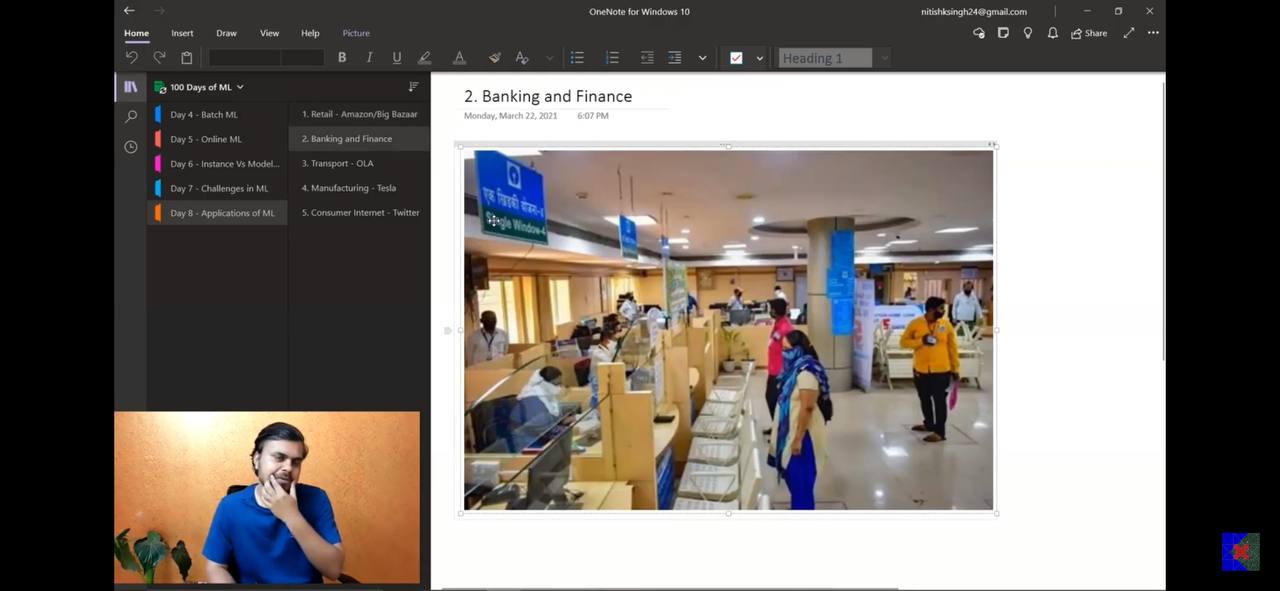 OneNote for Windows 10
nitishksingh24@gmail.com
Home
Insert
Draw
View
Help
Picture
Share
B
I
U
A
Heading 1
100 Days of ML
Day 4 - Batch ML
Day 5 - Online ML
Day 6 - Instance Vs Model...
Day 7 - Challenges in ML
Day 8 - Applications of ML
1. Retail - Amazon/Big Bazaar
2. Banking and Finance
3. Transport - OLA
4. Manufacturing - Tesla
5. Consumer Internet - Twitter
2. Banking and Finance
Monday, March 22, 2021
6:07 PM
एक खिड़की योजना-4
Single Window-4